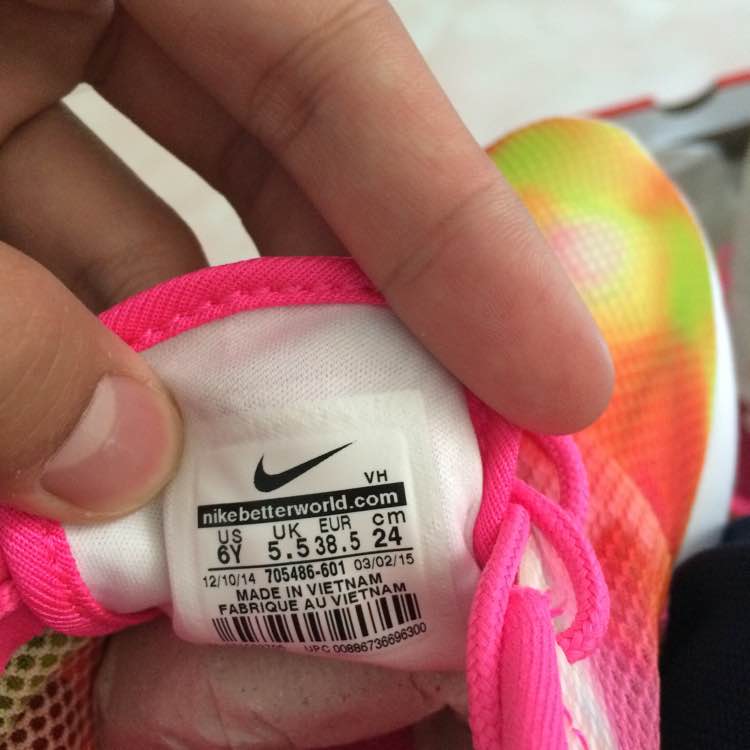 VH
nikebetterworld.com
US UK EUR cm
6Y 5.5 38.5 24
12/10/14 705486-601 03/02/15
MADE IN VIETNAM
FABRIQUE AU VIETNAM
UPC 00886736696300